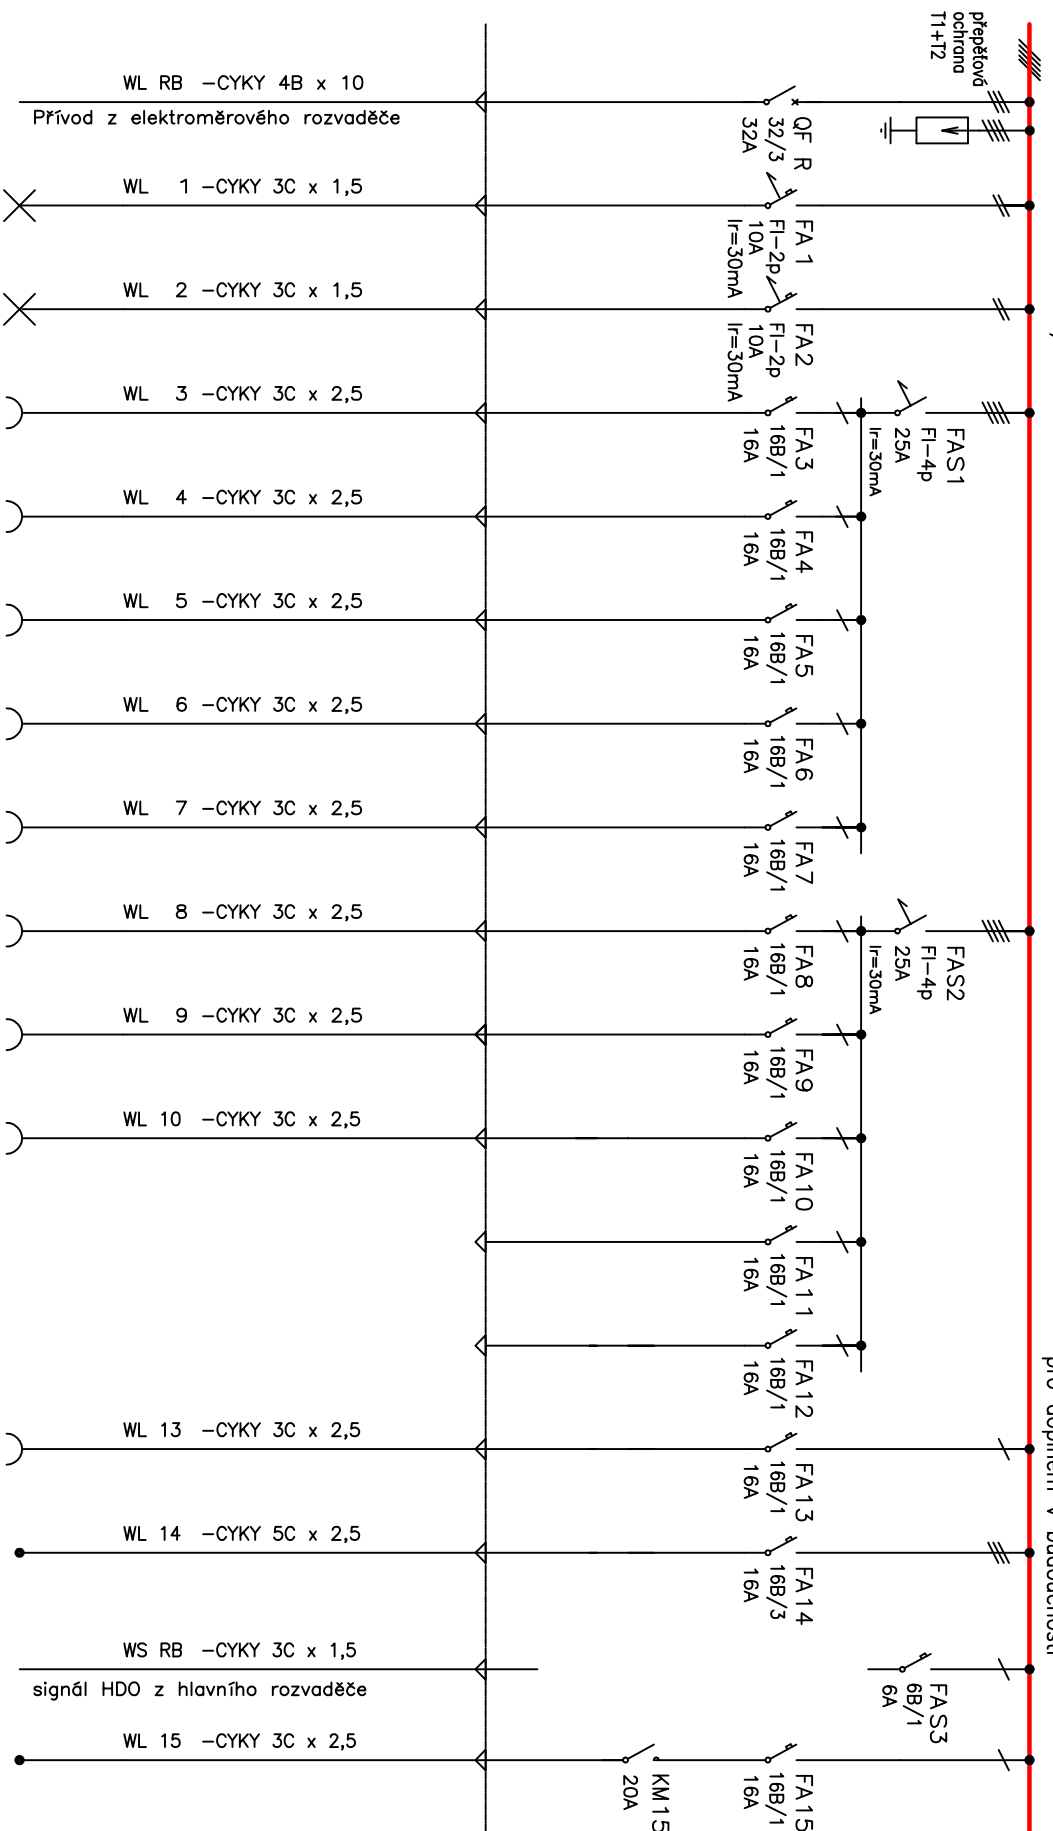 přepěťová
ochrana
T1+T2
WL RB -CYKY 4B x 10
Přívod z elektroměrového rozvaděče
QF R
32/3
32A
WL 1 -CYKY 3C x 1,5
FA 1
FI-2p
10A
Ir=30mA
WL 2 -CYKY 3C x 1,5
FA2
FI-2p
10A
Ir=30mA
WL 3 -CYKY 3C x 2,5
FA3
16B/1
16A
FAS1
FI-4p
25A
Ir=30mA
WL 4 -CYKY 3C x 2,5
FA4
16B/1
16A
WL 5 -CYKY 3C x 2,5
FA5
16B/1
16A
WL 6 -CYKY 3C x 2,5
FA6
16B/1
16A
WL 7 -CYKY 3C x 2,5
FA7
16B/1
16A
WL 8 -CYKY 3C x 2,5
FA8
16B/1
16A
FAS2
FI-4p
25A
Ir=30mA
WL 9 -CYKY 3C x 2,5
FA9
16B/1
16A
WL 10 -CYKY 3C x 2,5
FA10
16B/1
16A
FA11
16B/1
16A
FA12
16B/1
16A
WL 13 -CYKY 3C x 2,5
FA13
16B/1
16A
WL 14 -CYKY 5C x 2,5
FA14
16B/3
16A
WS RB -CYKY 3C x 1,5
signál HDO z hlavního rozvaděče
FAS3
6B/1
6A
WL 15 -CYKY 3C x 2,5
KM15
20A
FA15
16B/1
16A